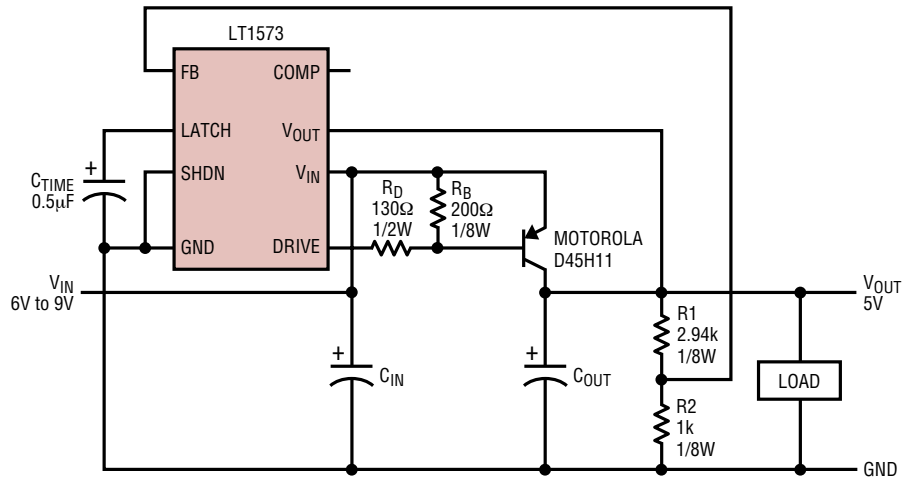 LT1573
FB
COMP
LATCH
VOUT
SHDN
VIN
GND
DRIVE
+
CTIME
0.5μF
RD
130Ω
1/2W
RB
200Ω
1/8W
MOTOROLA
D45H11
VIN
6V to 9V
VOUT
5V
+
CIN
+
COUT
R1
2.94k
1/8W
R2
1k
1/8W
LOAD
GND